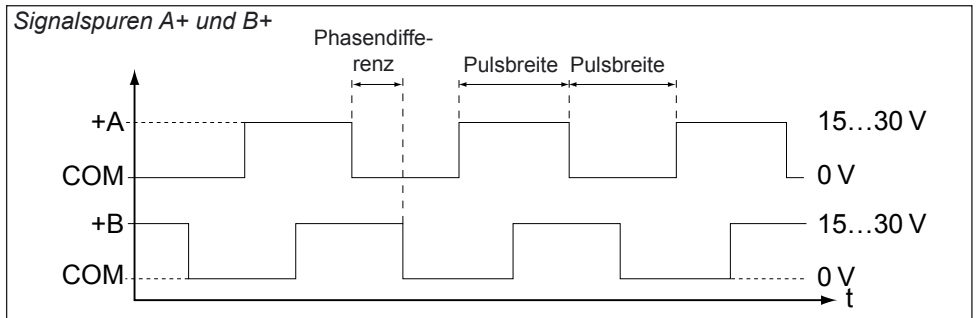 Signalspuren A+ und B+
Phasendiffe-
renz
Pulsbreite Pulsbreite
+A
15…30 V
COM
0 V
+B
15…30 V
COM
0 V
t